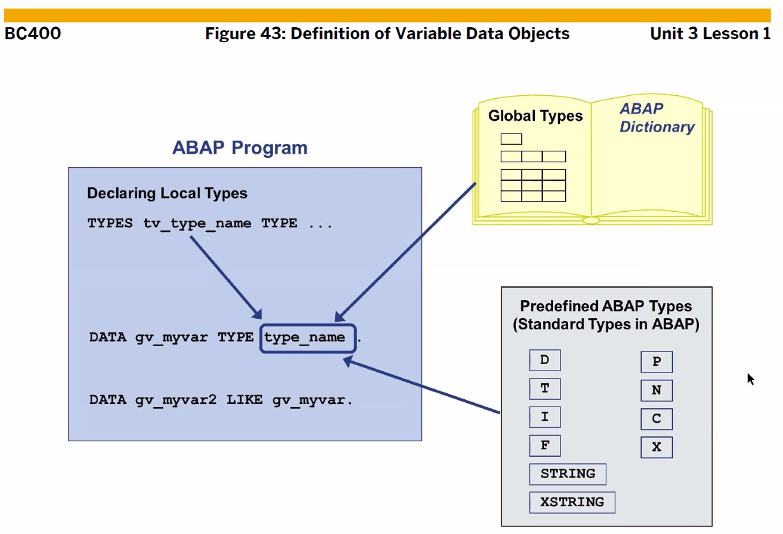 BC400
Figure 43: Definition of Variable Data Objects
Unit 3 Lesson 1
ABAP Program
Declaring Local Types
TYPES tv_type_name TYPE ...
DATA gv_myvar TYPE type_name .
DATA gv_myvar2 LIKE gv_myvar.
Global Types
ABAP
Dictionary
Predefined ABAP Types
(Standard Types in ABAP)
D
T
I
F
STRING
XSTRING
P
N
C
X